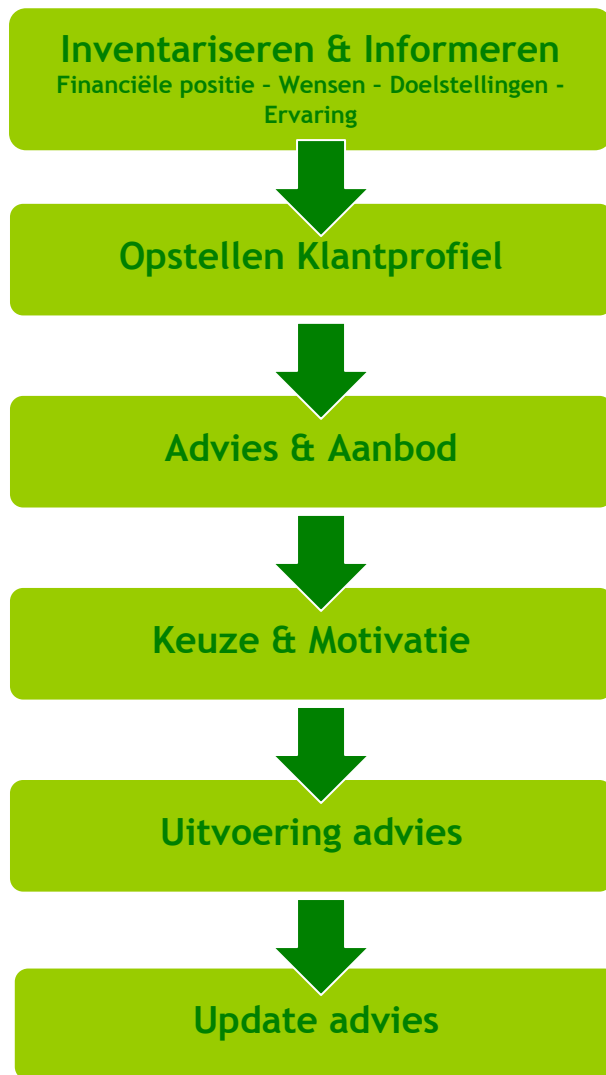 Inventariseren & Informeren
Financiële positie – Wensen – Doelstellingen -
Ervaring
Opstellen Klantprofiel
Advies & Aanbod
Keuze & Motivatie
Uitvoering advies
Update advies